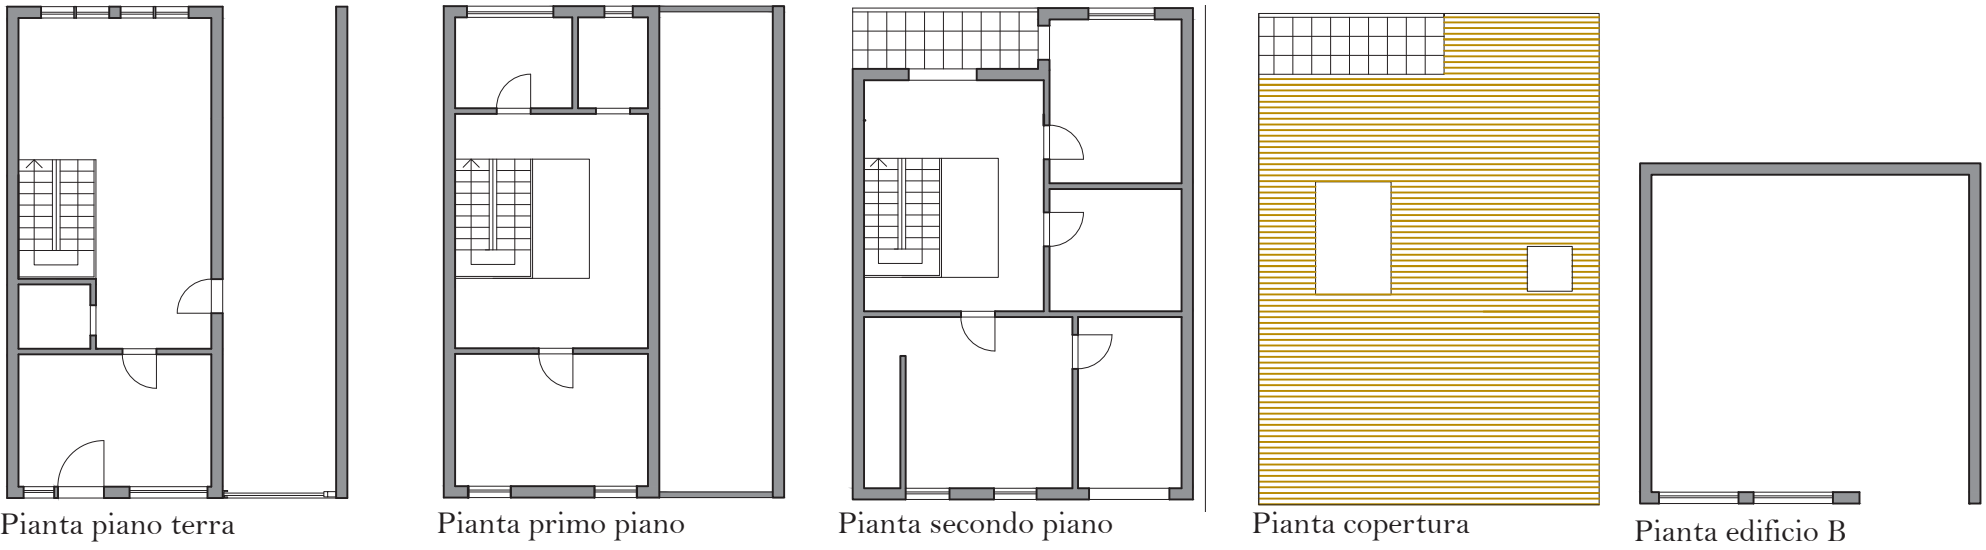 Pianta piano terra
Pianta primo piano
Pianta secondo piano
Pianta copertura
Pianta edificio B